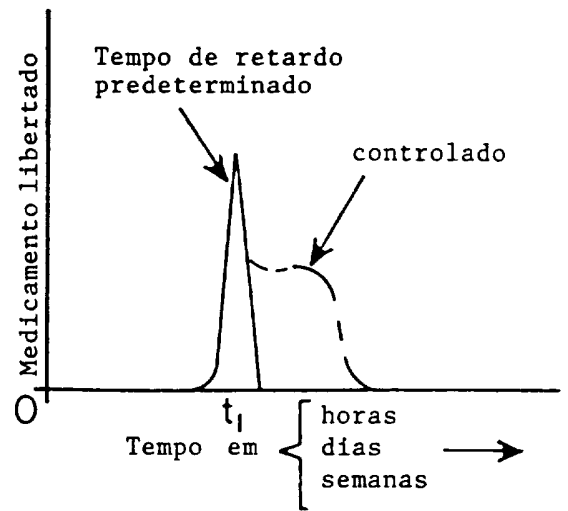 Tempo de retardo
predeterminado
controlado
Medicamento libertado
O
t₁
Tempo em
horas
dias
semanas